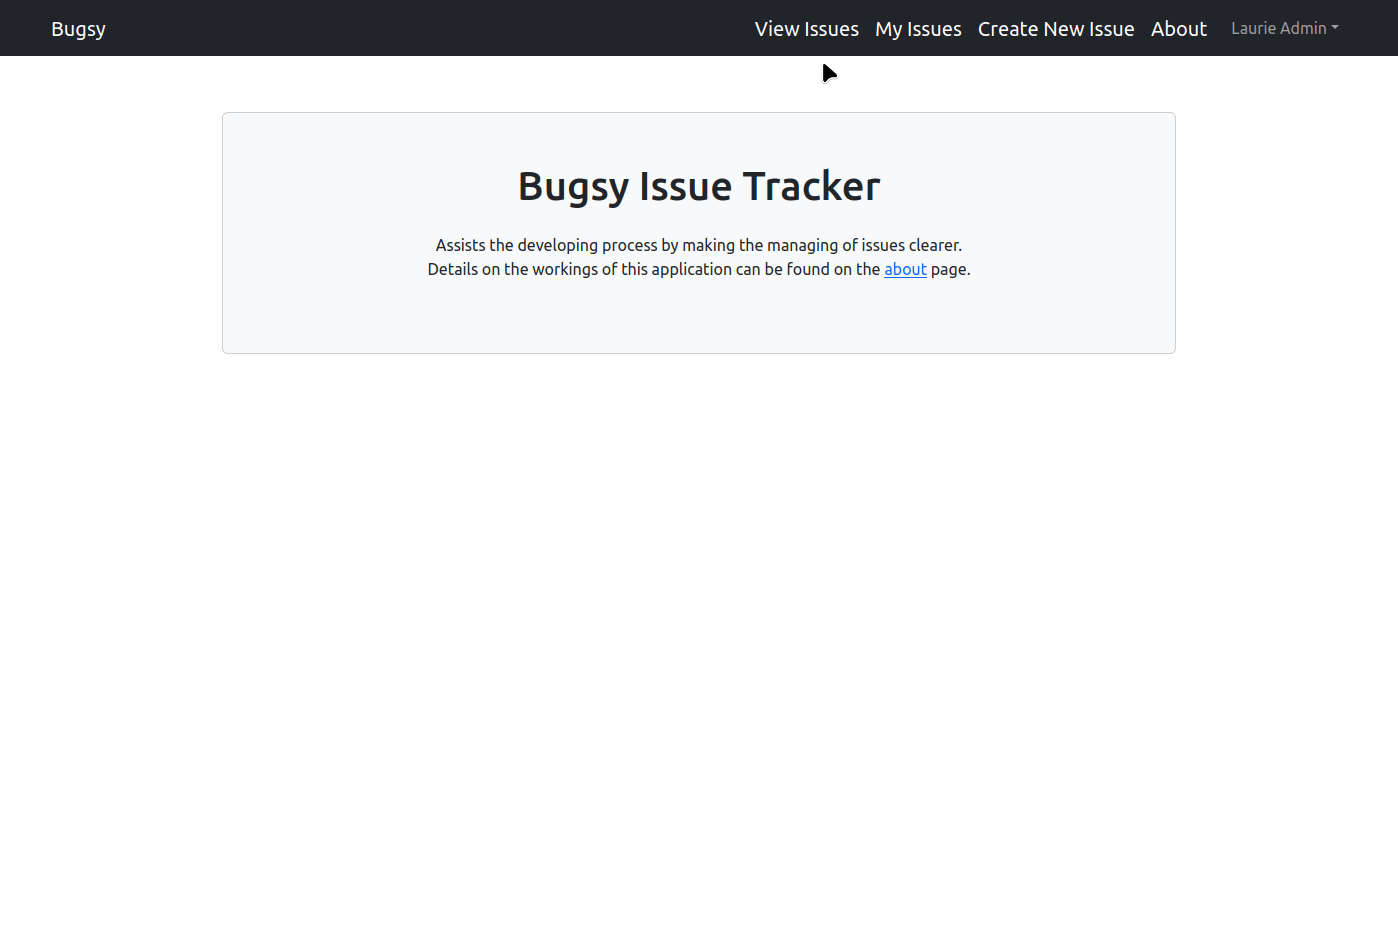 Bugsy View Issues My Issues Create New Issue About Laurie Admin
Bugsy Issue Tracker
Assists the developing process by making the managing of issues clearer.
Details on the workings of this application can be found on the about page.